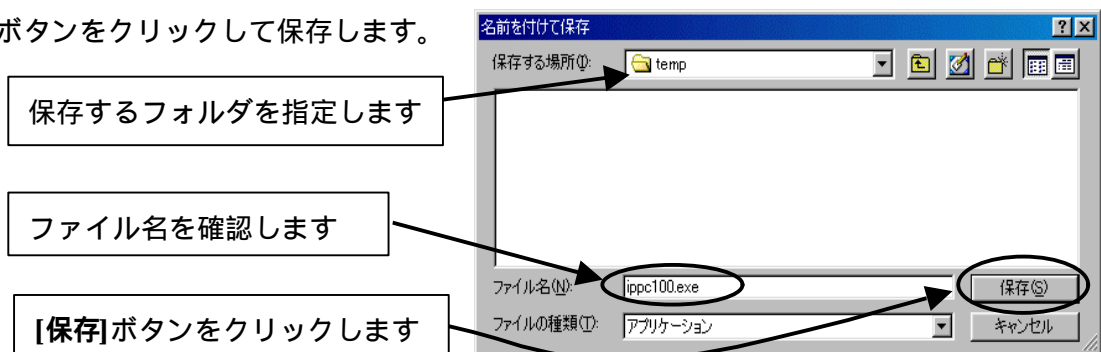 ボタンをクリックして保存します。
名前を付けて保存
保存する場所(I):
temp
保存するフォルダを指定します
ファイル名を確認します
ファイル名(N):
ippc100.exe
保存(S)
[保存]ボタンをクリックします
ファイルの種類(T):
アプリケーション
キャンセル